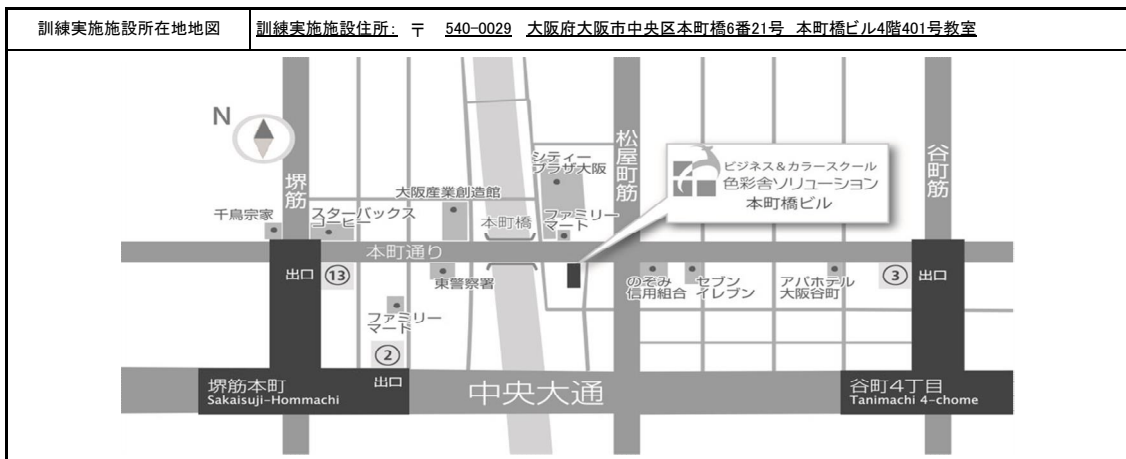 訓練実施施設所在地地図
訓練実施施設住所: 〒 540-0029 大阪府大阪市中央区本町橋6番21号 本町橋ビル4階401号教室
N
堺筋
松屋町筋
谷町筋
ビジネス&カラースクール
色彩舎ソリューション
本町橋ビル
シティー
プラザ大阪
大阪産業創造館
千鳥宗家
スターバックス
コーヒー
本町橋
ファミリー
マート
本町通り
出口 ⑬
東警察署
のぞみ
信用組合
セブン
イレブン
アパホテル
大阪谷町
③ 出口
ファミリー
マート
②
出口
堺筋本町
Sakaisuji-Hommachi
中央大通
谷町4丁目
Tanimachi 4-chome